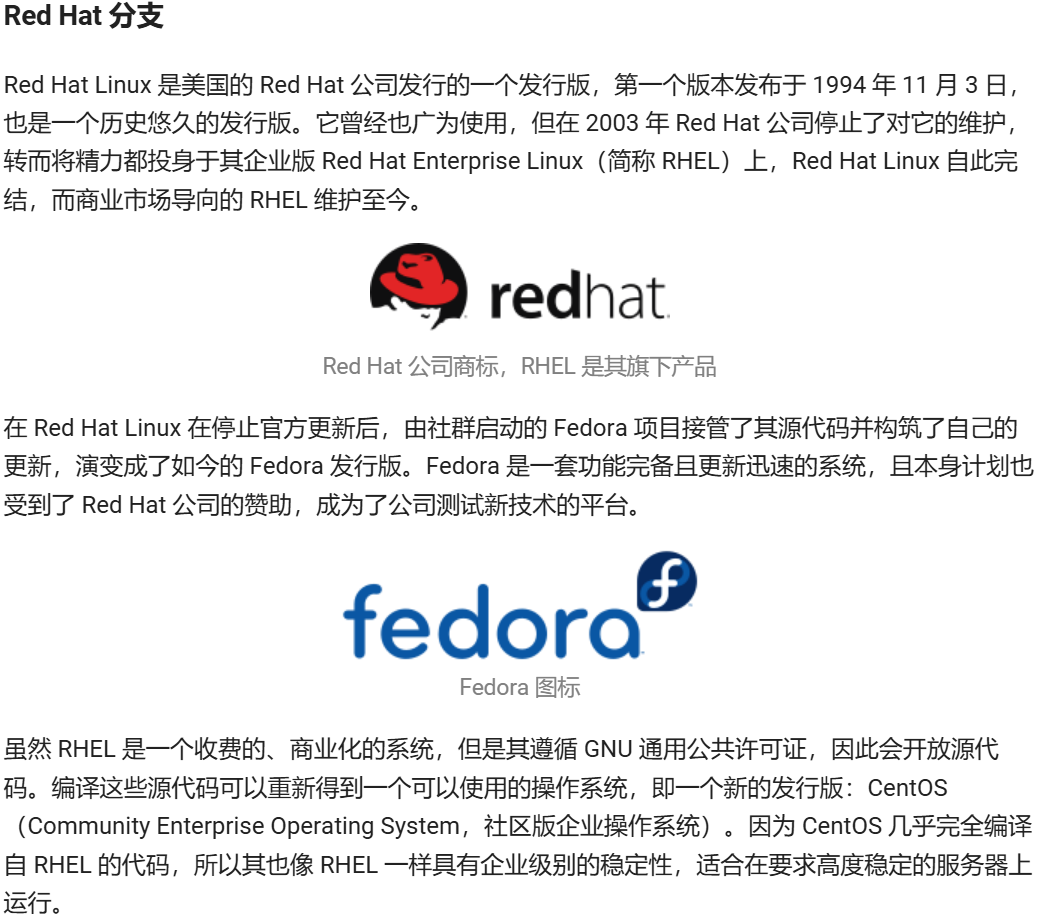 Red Hat 分支
Red Hat Linux 是美国的 Red Hat 公司发行的一个发行版，第一个版本发布于 1994 年 11 月 3 日，
也是一个历史悠久的发行版。它曾经也广为使用，但在 2003 年 Red Hat 公司停止了对它的维护，
转而将精力都投身于其企业版 Red Hat Enterprise Linux（简称 RHEL）上，Red Hat Linux 自此完
结，而商业市场导向的 RHEL 维护至今。
redhat.
Red Hat 公司商标，RHEL 是其旗下产品
在 Red Hat Linux 在停止官方更新后，由社群启动的 Fedora 项目接管了其源代码并构筑了自己的
更新，演变成了如今的 Fedora 发行版。Fedora 是一套功能完备且更新迅速的系统，且本身计划也
受到了 Red Hat 公司的赞助，成为了公司测试新技术的平台。
fedora
Fedora 图标
虽然 RHEL 是一个收费的、商业化的系统，但是其遵循 GNU 通用公共许可证，因此会开放源代
码。编译这些源代码可以重新得到一个可以使用的操作系统，即一个新的发行版：CentOS
（Community Enterprise Operating System，社区版企业操作系统）。因为 CentOS 几乎完全编译
自 RHEL 的代码，所以其也像 RHEL 一样具有企业级别的稳定性，适合在要求高度稳定的服务器上
运行。